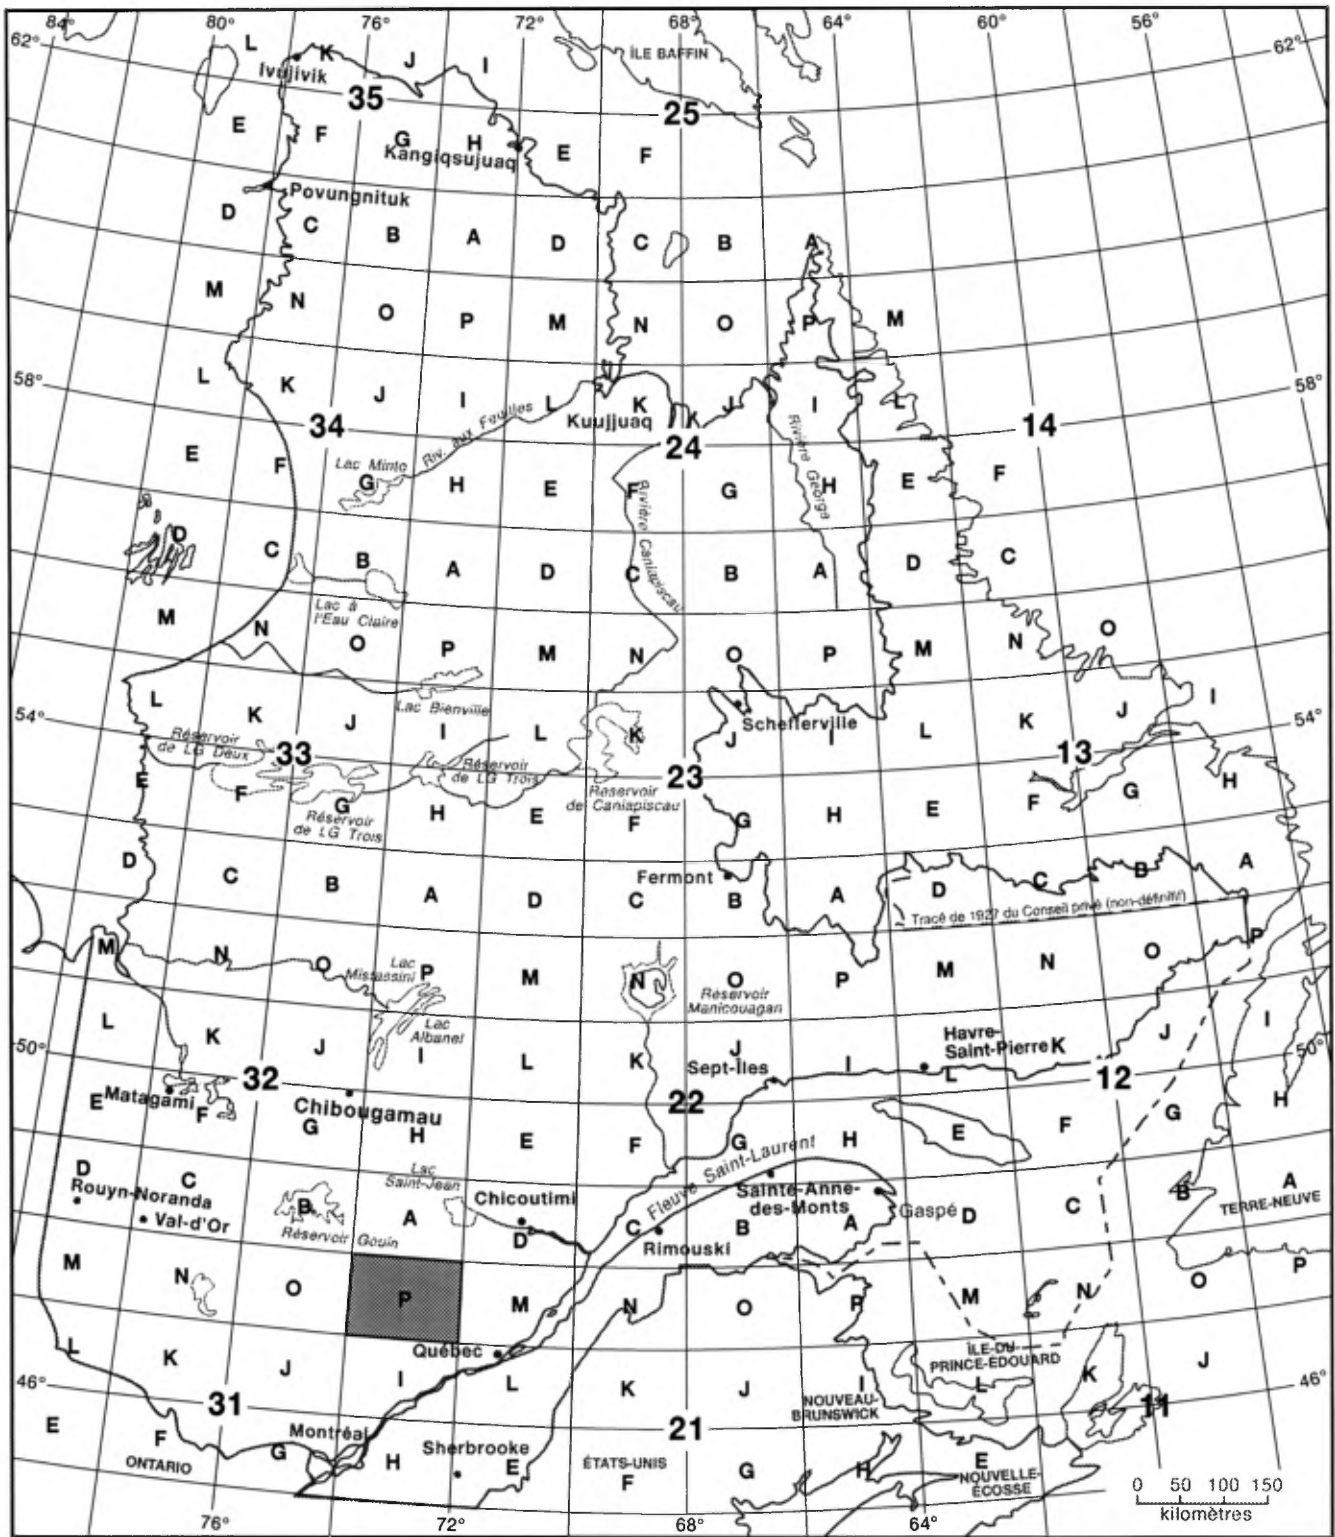 84° 80° 76° 72° 68° 64° 60° 56°
62° 62°
L K J I ÎLE BAFFIN
Ivujivik
35 25
E F G H E F
Kangiqsujuaq
Povungnituk
D C B A D C B A
M N O P M N O P M
L K J I L K J I L
58° 58°
34 Riv. aux Feuilles Kuujjuaq 24 Rivière George 14
E F Lac Minto G H E F G H E F
Rivière Caniapiscau
D C B A D C B A D C
Lac à
l'Eau Claire
M N O P M N O P M N O
Lac Bienville
L K J I L K J I L K J I
Schefferville
54° 54°
Réservoir
de LG Deux
33 23 13
Réservoir
de LG Trois
Réservoir
de Caniapiscau
E F G H E F G H E F G H
Réservoir
de LG Trois
Fermont
D C B A D C B A D C B A
Tracé de 1927 du Conseil privé (non-définitif)
M N O P M N O P M N O P
Lac
Mistassini
Réservoir
Manicouagan
Lac
Albanel
L K J I L K J I L K J I
Havre-
Saint-Pierre
Sept-Îles
50° 50°
32 22 12
Matagami
Chibougamau
E F G H E F G H E F G H
Fleuve Saint-Laurent
Lac
Saint-Jean
D C B A D C B A D C B A
Rouyn-Noranda
Val-d'Or
Chicoutimi
Sainte-Anne-
des-Monts
Gaspé
TERRE-NEUVE
Réservoir Gouin
Rimouski
M N O P M N O P M N O P
Québec
ÎLE-DU-
PRINCE-ÉDOUARD
L K J I L K J I L K J
46° 46°
31 21 11
NOUVEAU-
BRUNSWICK
Montréal
Sherbrooke
E F G H E F G H E
ONTARIO
ÉTATS-UNIS
NOUVELLE-
ÉCOSSE
0 50 100 150
kilomètres
76° 72° 68° 64°